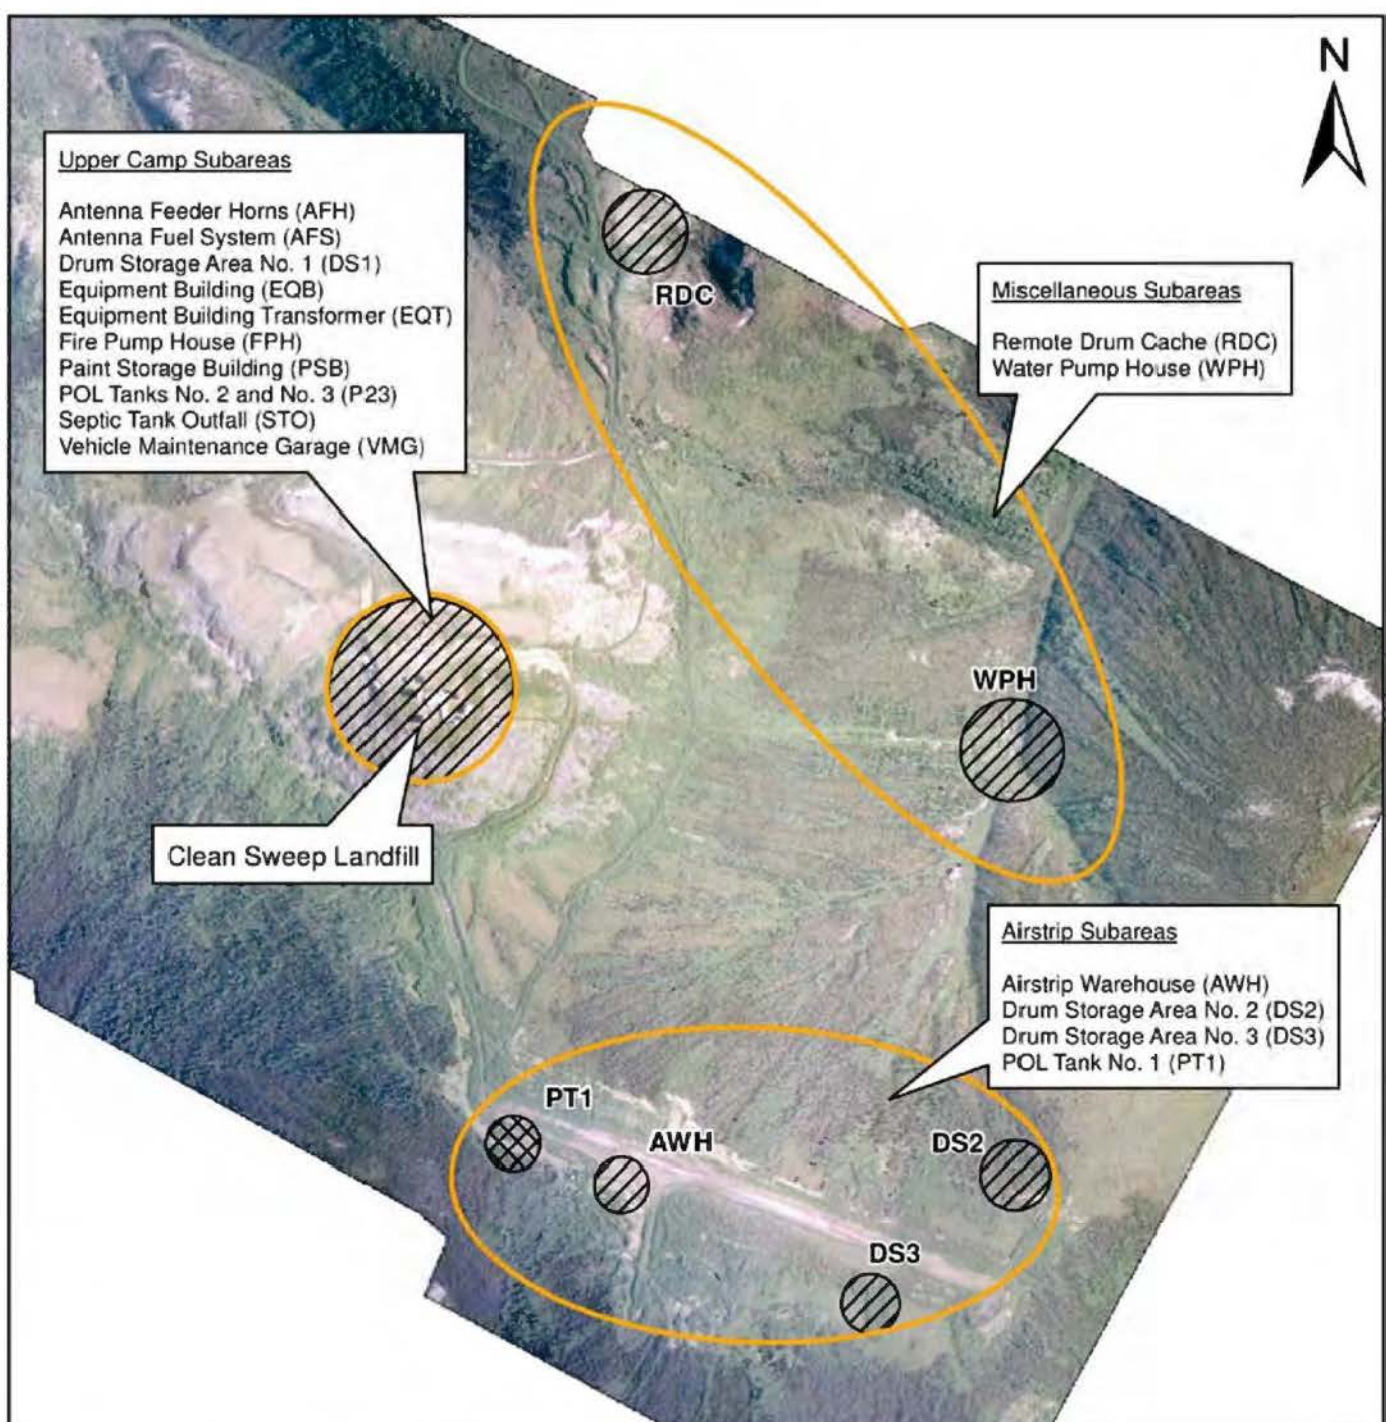 N
Upper Camp Subareas
Antenna Feeder Horns (AFH)
Antenna Fuel System (AFS)
Drum Storage Area No. 1 (DS1)
Equipment Building (EQB)
Equipment Building Transformer (EQT)
Fire Pump House (FPH)
Paint Storage Building (PSB)
POL Tanks No. 2 and No. 3 (P23)
Septic Tank Outfall (STO)
Vehicle Maintenance Garage (VMG)
RDC
Miscellaneous Subareas
Remote Drum Cache (RDC)
Water Pump House (WPH)
WPH
Clean Sweep Landfill
Airstrip Subareas
Airstrip Warehouse (AWH)
Drum Storage Area No. 2 (DS2)
Drum Storage Area No. 3 (DS3)
POL Tank No. 1 (PT1)
PT1
AWH
DS2
DS3